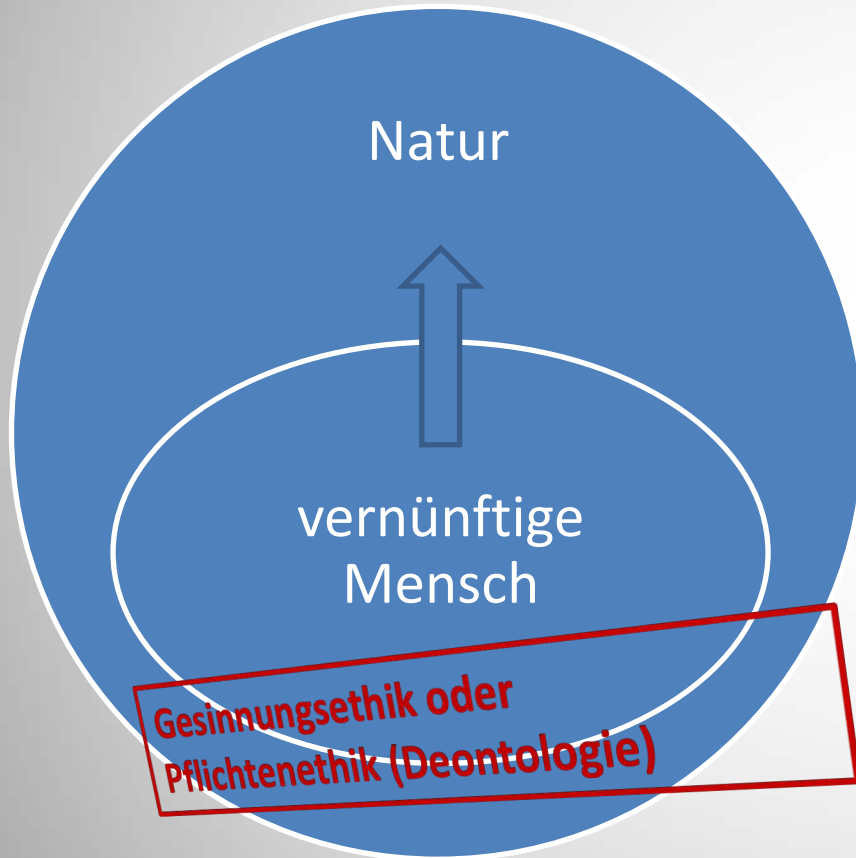 Natur
vernünftige
Mensch
Gesinnungsethik oder
Pflichtenethik (Deontologie)